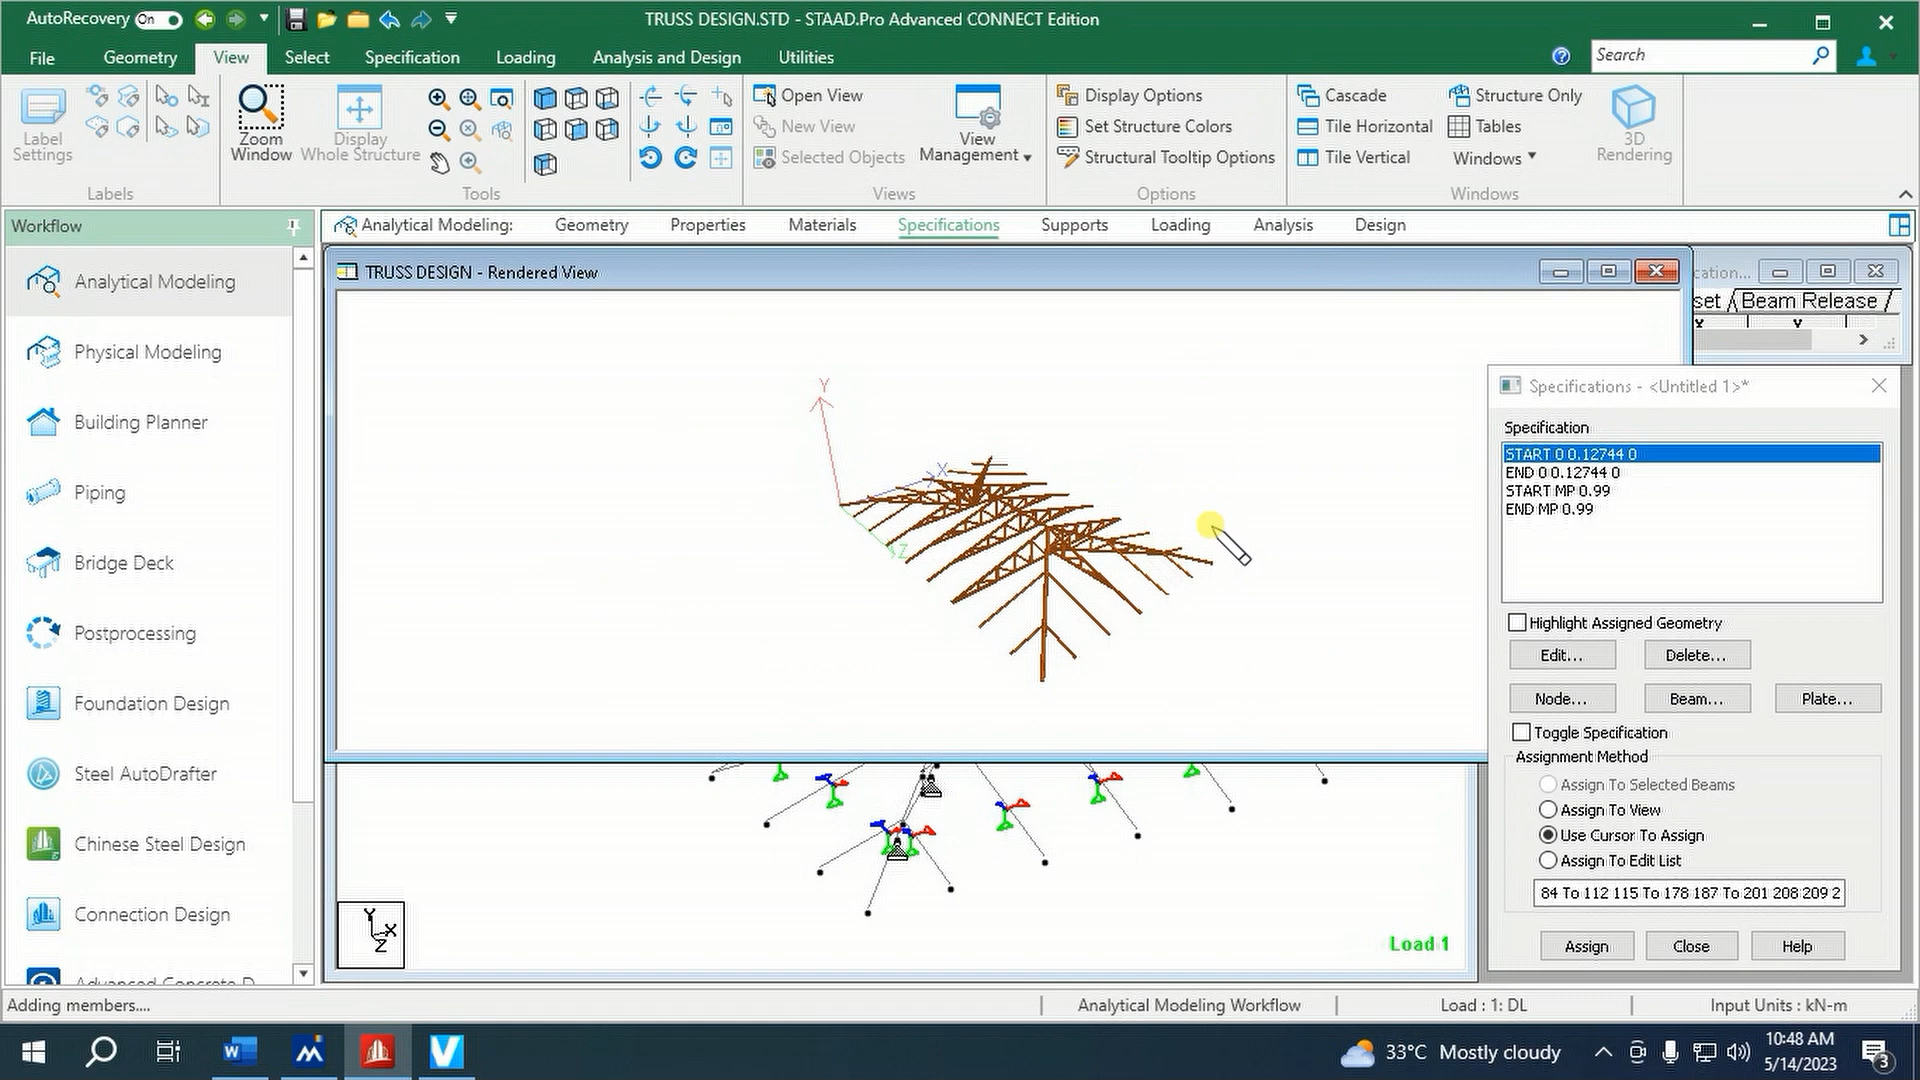 AutoRecovery On
TRUSS DESIGN.STD - STAAD.Pro Advanced CONNECT Edition
File
Geometry
View
Select
Specification
Loading
Analysis and Design
Utilities
Search
Label
Settings
Labels
Zoom
Window
Display
Whole Structure
Tools
Open View
New View
Selected Objects
View
Management
Views
Display Options
Set Structure Colors
Structural Tooltip Options
Options
Cascade
Tile Horizontal
Tile Vertical
Structure Only
Tables
Windows
Windows
3D
Rendering
Workflow
Analytical Modeling:
Geometry
Properties
Materials
Specifications
Supports
Loading
Analysis
Design
Analytical Modeling
Physical Modeling
Building Planner
Piping
Bridge Deck
Postprocessing
Foundation Design
Steel AutoDrafter
Chinese Steel Design
Connection Design
TRUSS DESIGN - Rendered View
cation...
set
Beam Release
Y
X
Z
Specifications - <Untitled 1>*
Specification
START 0 0.12744 0
END 0 0.12744 0
START MP 0.99
END MP 0.99
Highlight Assigned Geometry
Edit...
Delete...
Node...
Beam...
Plate...
Toggle Specification
Assignment Method
Assign To Selected Beams
Assign To View
Use Cursor To Assign
Assign To Edit List
84 To 112 115 To 178 187 To 201 208 209 2
Assign
Close
Help
Y
X
Z
Load 1
Adding members....
Analytical Modeling Workflow
Load : 1: DL
Input Units : kN-m
33°C Mostly cloudy
10:48 AM
5/14/2023
3